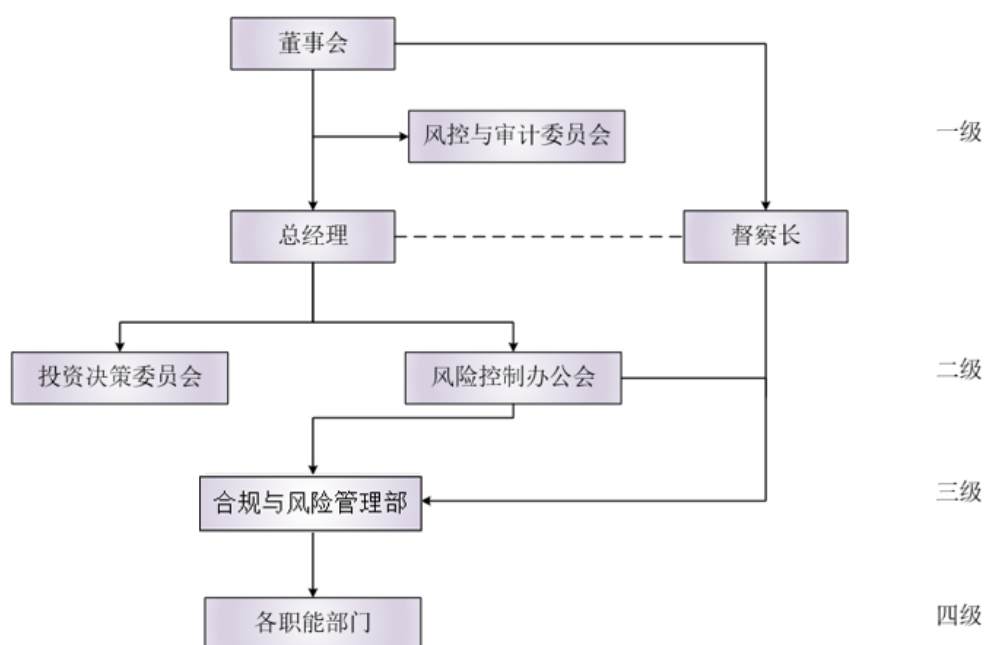 董事会
风控与审计委员会
一级
总经理
督察长
投资决策委员会
风险控制办公会
二级
合规与风险管理部
三级
各职能部门
四级